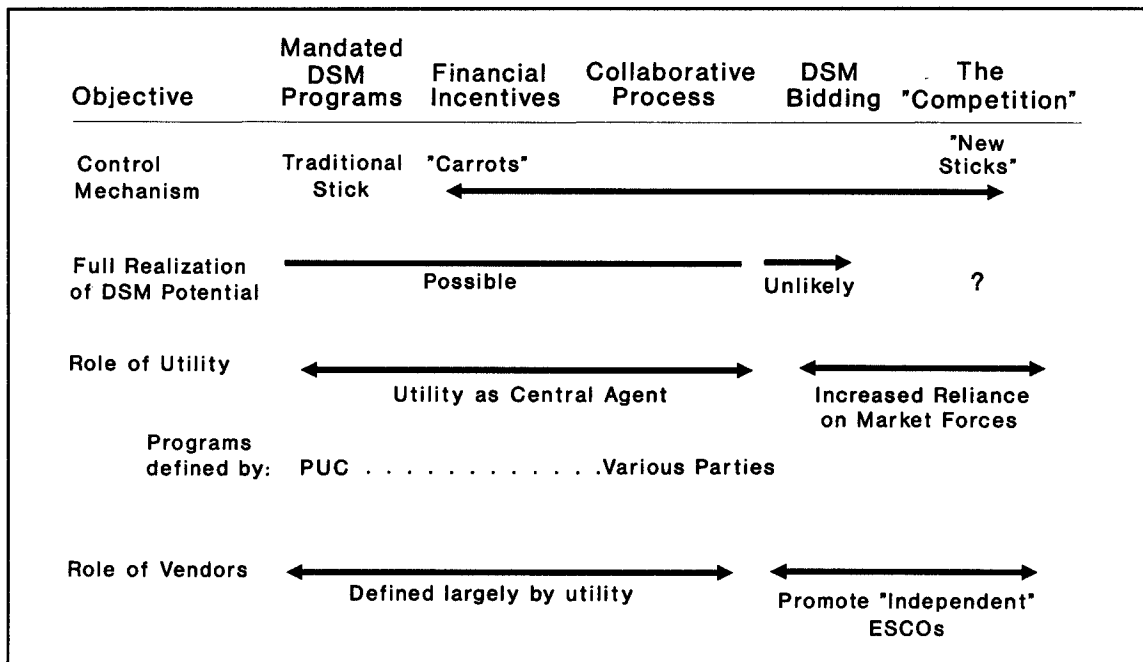 Objective
Mandated
DSM
Programs
Financial
Incentives
Collaborative
Process
DSM
Bidding
The
"Competition"
Control
Mechanism
Traditional
Stick
"Carrots"
"New
Sticks"
Full Realization
of DSM Potential
Possible
Unlikely
?
Role of Utility
Utility as Central Agent
Increased Reliance
on Market Forces
Programs
defined by:
PUC . . . . . . . . . . . . Various Parties
Role of Vendors
Defined largely by utility
Promote "Independent"
ESCOs